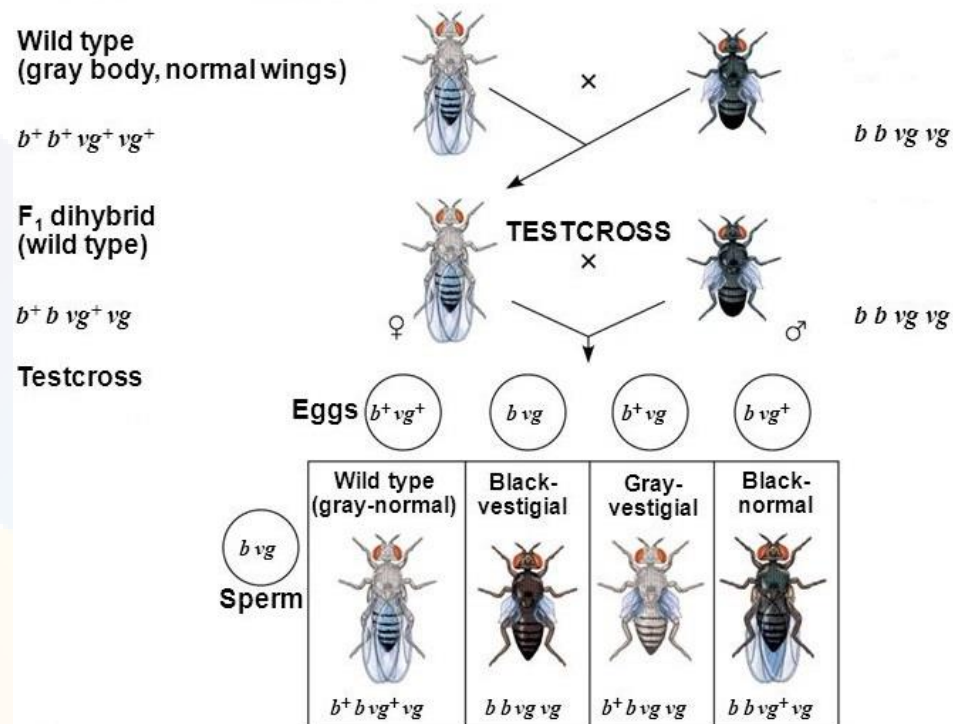 Wild type
(gray body, normal wings)
×
b⁺ b⁺ vg⁺ vg⁺
b b vg vg
F₁ dihybrid
(wild type)
TESTCROSS
×
b⁺ b vg⁺ vg
♀
♂
b b vg vg
Testcross
Eggs
b⁺ vg⁺
b vg
b⁺ vg
b vg⁺
Wild type
(gray-normal)
Black-
vestigial
Gray-
vestigial
Black-
normal
b vg
Sperm
b⁺ b vg⁺ vg
b b vg vg
b⁺ b vg vg
b b vg⁺ vg